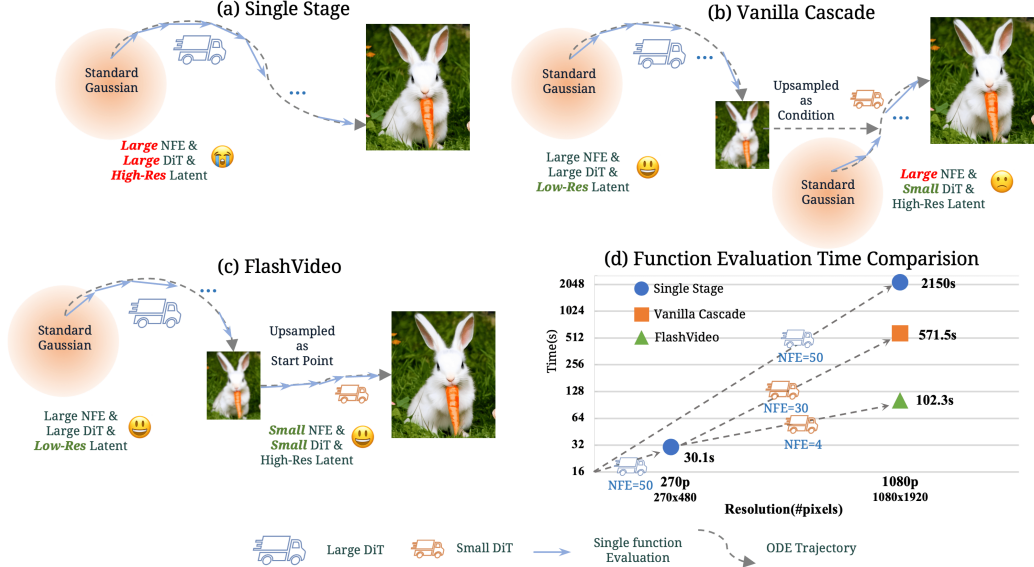 (a) Single Stage
Standard
Gaussian
...
Large NFE &
Large DiT &
High-Res Latent
(b) Vanilla Cascade
Standard
Gaussian
...
Upsampled
as
Condition
...
Large NFE &
Large DiT &
Low-Res Latent
Standard
Gaussian
Large NFE &
Small DiT &
High-Res Latent
(c) FlashVideo
Standard
Gaussian
...
Upsampled
as
Start Point
Large NFE &
Large DiT &
Low-Res Latent
Small NFE &
Small DiT &
High-Res Latent
(d) Function Evaluation Time Comparision
Time(s)
2048
1024
512
256
128
64
32
16
Single Stage
Vanilla Cascade
FlashVideo
2150s
571.5s
102.3s
30.1s
NFE=50
NFE=30
NFE=4
NFE=50
270p
270x480
1080p
1080x1920
Resolution(#pixels)
Large DiT
Small DiT
Single function
Evaluation
ODE Trajectory